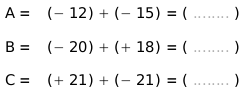 A = (− 12) + (− 15) = ( ........ )
B = (− 20) + (+ 18) = ( ........ )
C = (+ 21) + (− 21) = ( ........ )